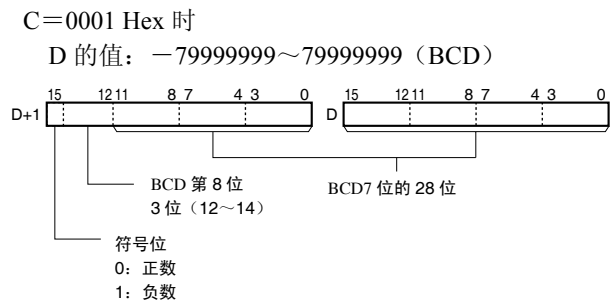 C＝0001 Hex 时
D 的值：－79999999～79999999（BCD）
15 12 11 8 7 4 3 0 15 12 11 8 7 4 3 0
D+1 D
BCD 第 8 位 BCD7 位的 28 位
3 位（12～14）
符号位
0：正数
1：负数